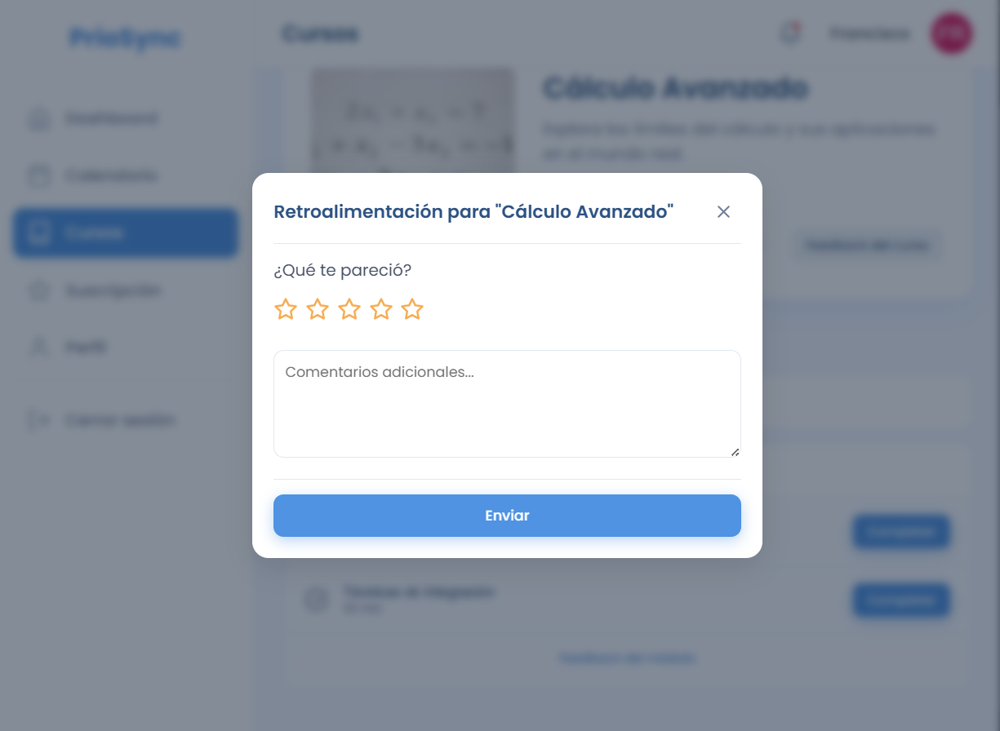 PrioSync
Cursos
Francisco
Dashboard
Calendario
Cursos
Suscripción
Perfil
Cerrar sesión
Cálculo Avanzado
Explora los límites del cálculo y sus aplicaciones
en el mundo real.
Feedback del curso
Retroalimentación para "Cálculo Avanzado"
¿Qué te pareció?
Comentarios adicionales...
Enviar
Completar
Técnicas de integración
Completar
Feedback del módulo